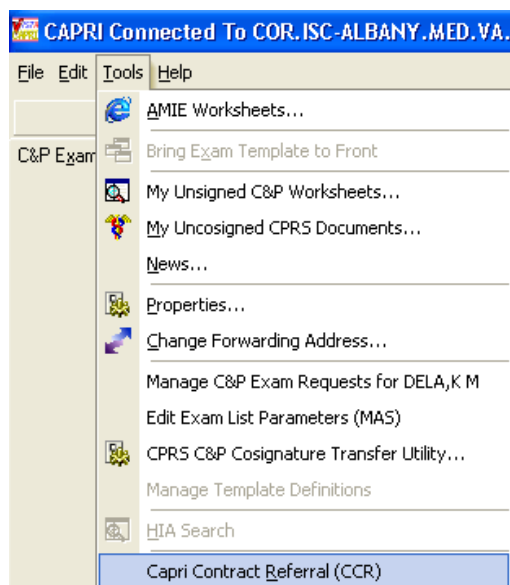 CAPRI Connected To COR.ISC-ALBANY.MED.VA.
File Edit Tools Help
AMIE Worksheets...
C&P Exam
Bring Exam Template to Front
My Unsigned C&P Worksheets...
My Uncosigned CPRS Documents...
News...
Properties...
Change Forwarding Address...
Manage C&P Exam Requests for DELA,K M
Edit Exam List Parameters (MAS)
CPRS C&P Cosignature Transfer Utility...
Manage Template Definitions
HIA Search
Capri Contract Referral (CCR)